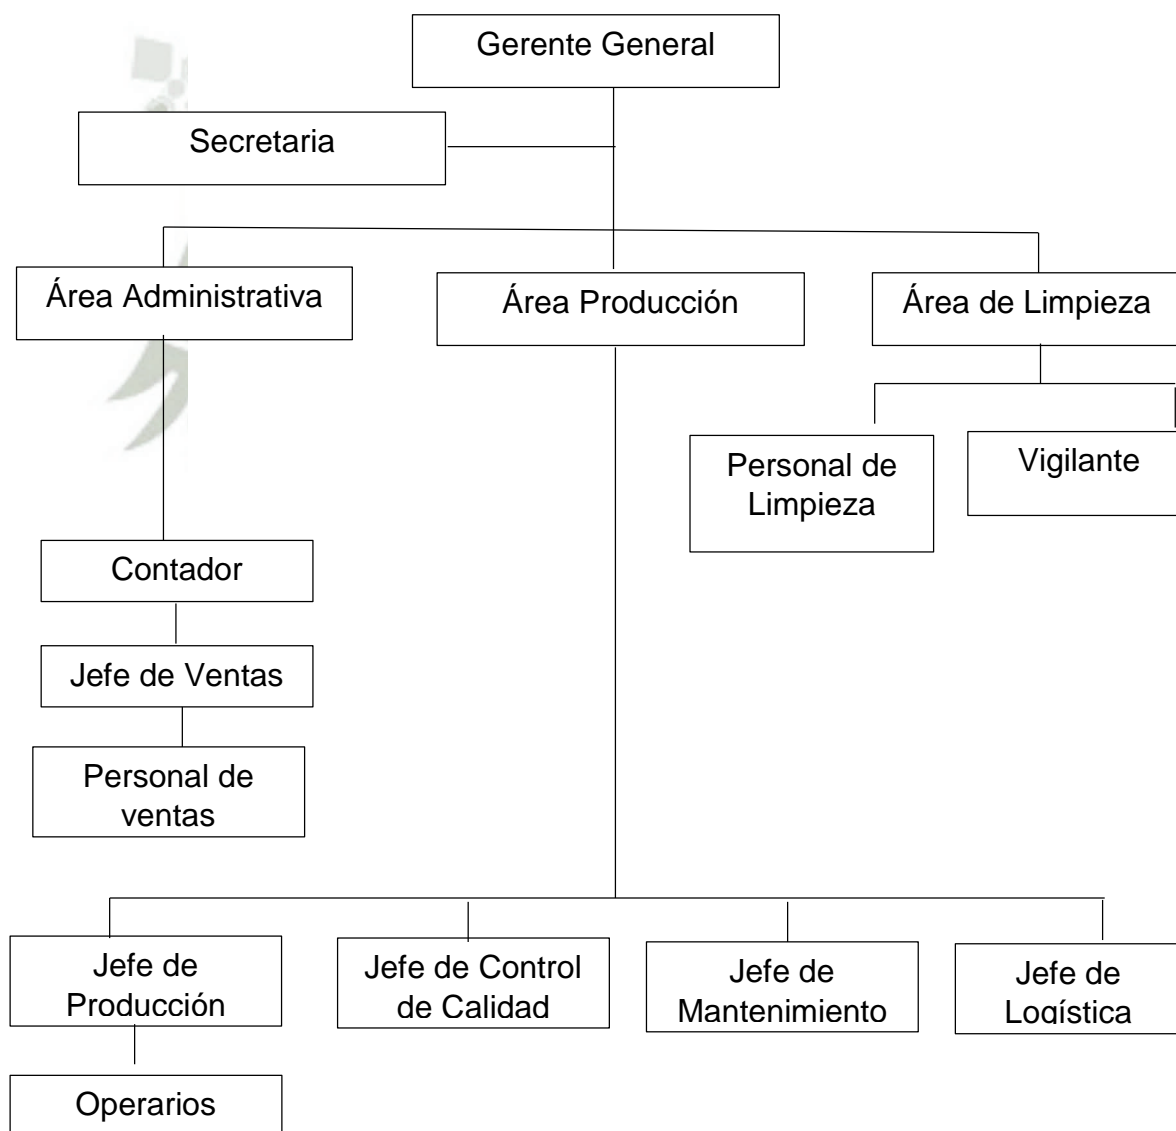 Gerente General
Secretaria
Área Administrativa
Área Producción
Área de Limpieza
Personal de
Limpieza
Vigilante
Contador
Jefe de Ventas
Personal de
ventas
Jefe de
Producción
Jefe de Control
de Calidad
Jefe de
Mantenimiento
Jefe de
Logística
Operarios